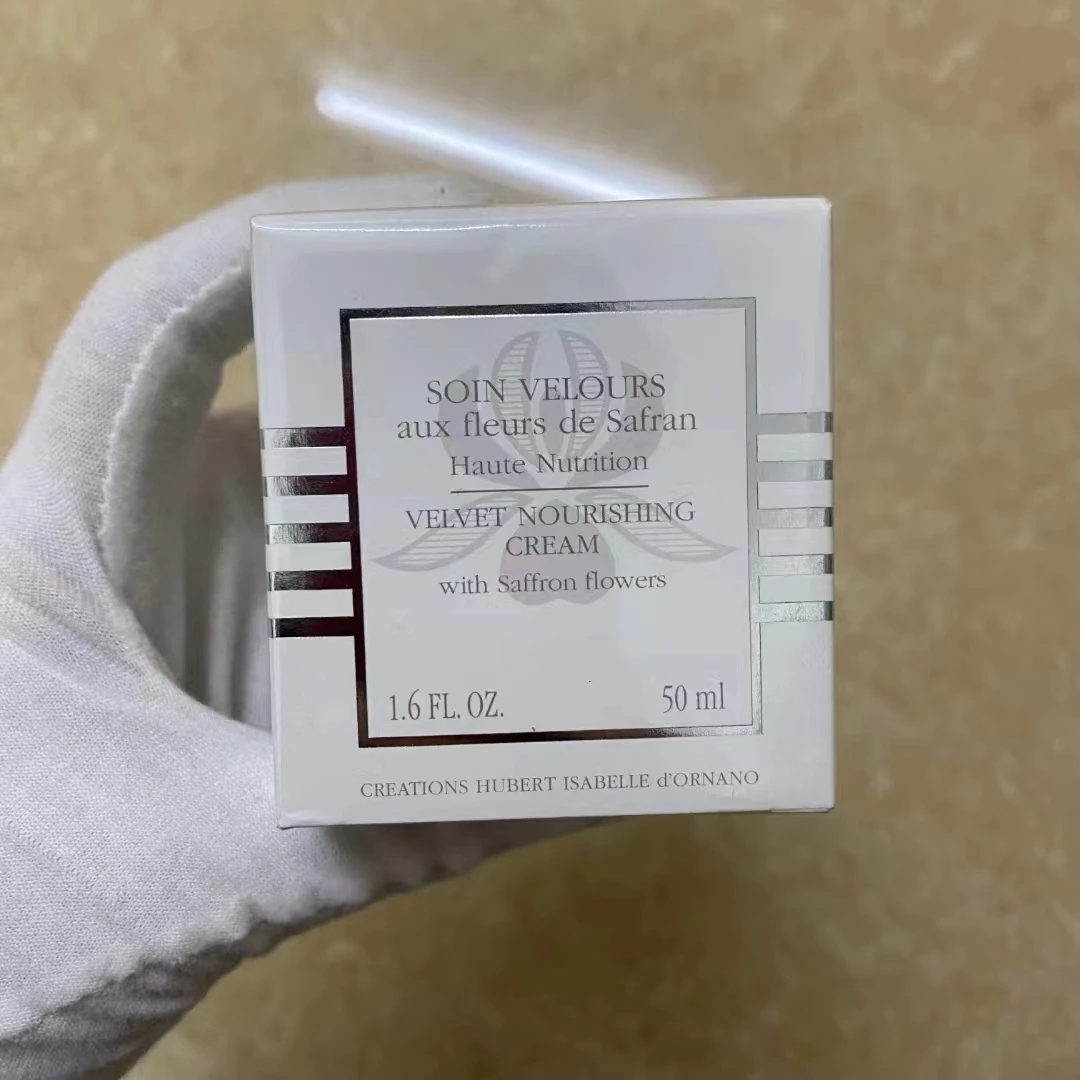 SOIN VELOURS
aux fleurs de Safran
Haute Nutrition
VELVET NOURISHING
CREAM
with Saffron flowers
1.6 FL. OZ. 50 ml
CREATIONS HUBERT ISABELLE d'ORNANO